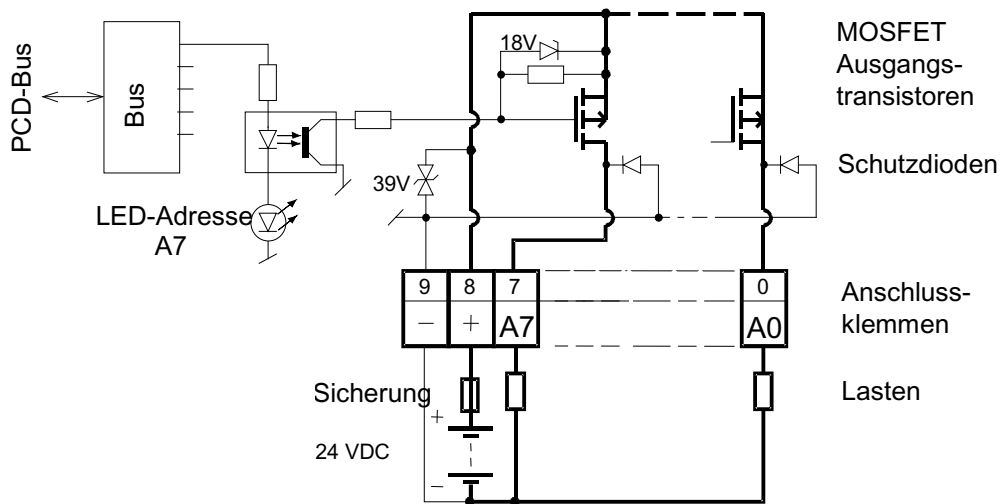 18V
MOSFET
Ausgangs-
transistoren
PCD-Bus
Bus
Schutzdioden
39V
LED-Adresse
A7
9 8 7 0
− + A7 A0
Anschluss-
klemmen
Sicherung
Lasten
+
24 VDC
−